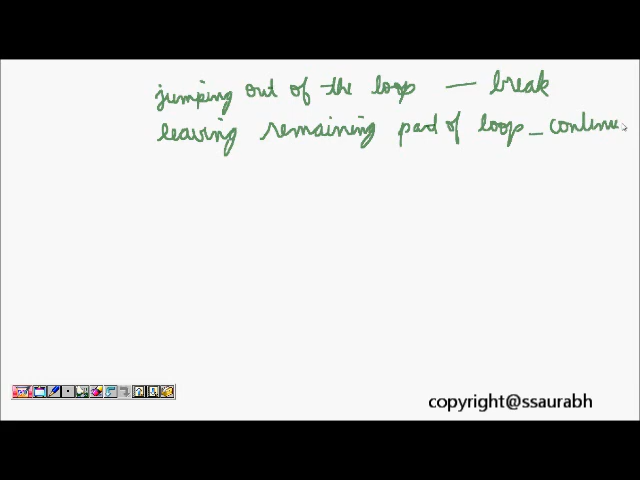 jumping out of the loop — break
leaving remaining part of loop _ continue
copyright@ssaurabh